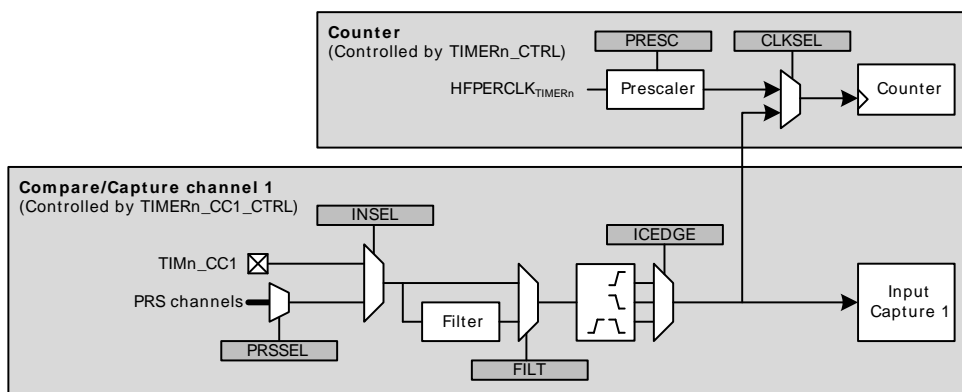 Counter
(Controlled by TIMERn_CTRL)
PRESC
CLKSEL
HFPERCLKTIMERn
Prescaler
Counter
Compare/Capture channel 1
(Controlled by TIMERn_CC1_CTRL)
INSEL
ICEDGE
TIMn_CC1
PRS channels
Filter
Input
Capture 1
PRSSEL
FILT